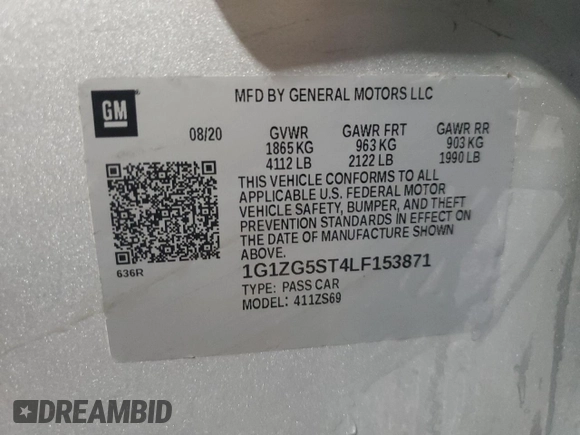 GM
MFD BY GENERAL MOTORS LLC
08/20 GVWR GAWR FRT GAWR RR
1865 KG 963 KG 903 KG
4112 LB 2122 LB 1990 LB
THIS VEHICLE CONFORMS TO ALL
APPLICABLE U.S. FEDERAL MOTOR
VEHICLE SAFETY, BUMPER, AND THEFT
PREVENTION STANDARDS IN EFFECT ON
THE DATE OF MANUFACTURE SHOWN
ABOVE.
636R
1G1ZG5ST4LF153871
TYPE: PASS CAR
MODEL: 411ZS69
DREAMBID